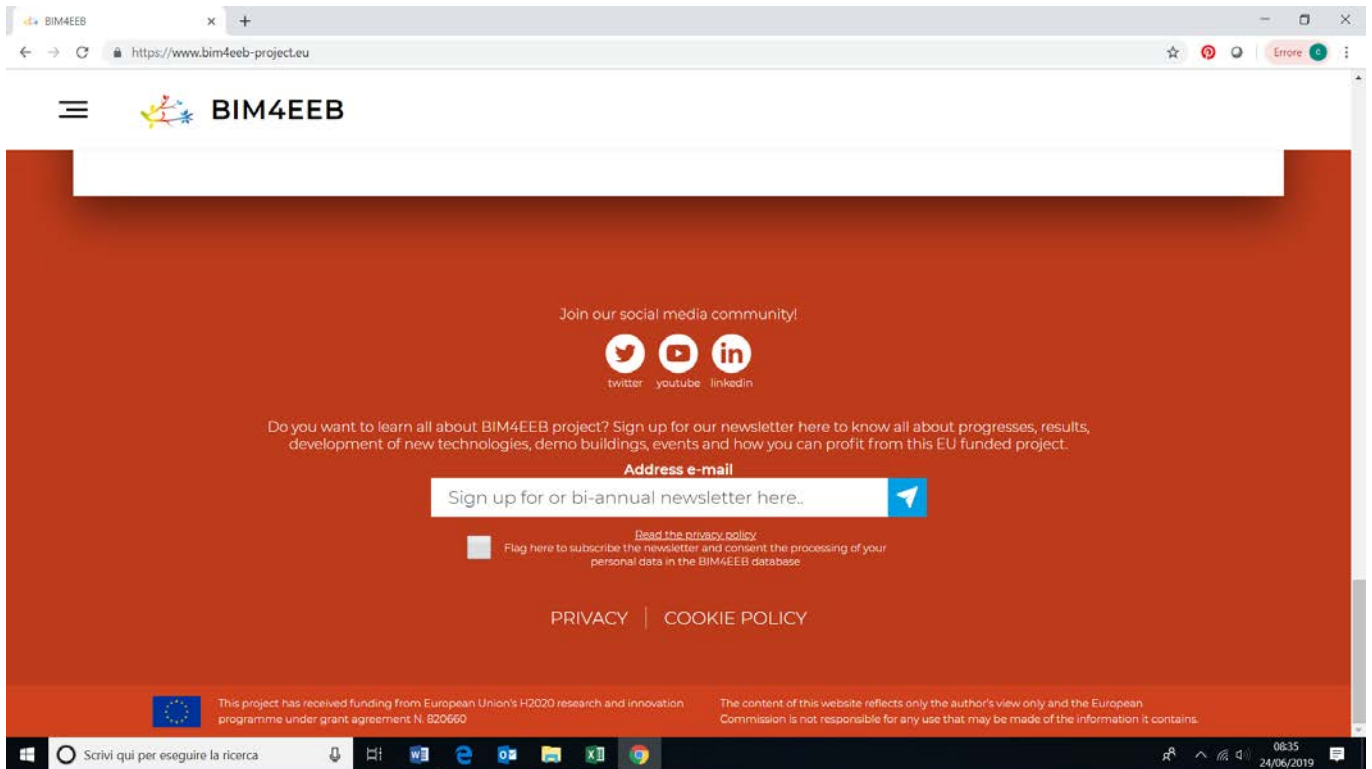 BIM4EEB
https://www.bim4eeb-project.eu
Errore
c
BIM4EEB
Join our social media community!
twitter youtube linkedin
Do you want to learn all about BIM4EEB project? Sign up for our newsletter here to know all about progresses, results,
development of new technologies, demo buildings, events and how you can profit from this EU funded project.
Address e-mail
Sign up for or bi-annual newsletter here..
Read the privacy policy
Flag here to subscribe the newsletter and consent the processing of your
personal data in the BIM4EEB database
PRIVACY | COOKIE POLICY
This project has received funding from European Union's H2020 research and innovation
programme under grant agreement N. 820660
The content of this website reflects only the author's view only and the European
Commission is not responsible for any use that may be made of the information it contains.
Scrivi qui per eseguire la ricerca
08:35
24/06/2019